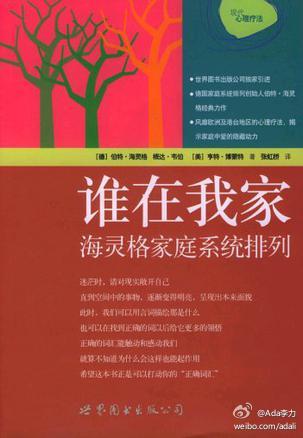 现代
心理疗法
●世界图书出版公司独家引进
●德国家庭系统排列创始人伯特·海灵
格经典力作
●风靡欧洲及港台地区的心理疗法，揭
示家庭中爱的隐藏动力
[德] 伯特·海灵格 根达·韦伯 [美] 亨特·博蒙特 著 张虹桥 译
谁在我家
海灵格家庭系统排列
迷茫时，请对现实敞开自己
直到空间中的事物，逐渐变得明亮，呈现出本来面貌
此时，我们可以用言词描绘那是什么
也可以在找到正确的词以后给它更多的领悟
正确的词汇能触动和感动我们
就算不知道为什么会这样也能起作用
希望这本书正是可以打动你的“正确词汇”
世界图书出版公司
@Ada李力
weibo.com/adali